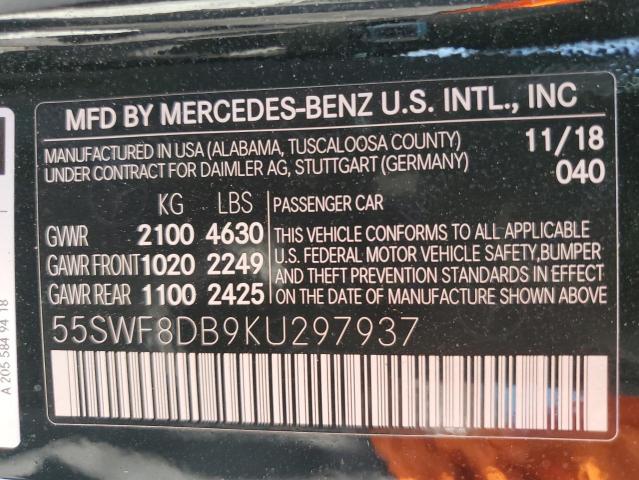 MFD BY MERCEDES-BENZ U.S. INTL., INC
MANUFACTURED IN USA (ALABAMA, TUSCALOOSA COUNTY) 11/18
UNDER CONTRACT FOR DAIMLER AG, STUTTGART (GERMANY) 040
KG LBS PASSENGER CAR
GVWR 2100 4630 THIS VEHICLE CONFORMS TO ALL APPLICABLE
GAWR FRONT 1020 2249 U.S. FEDERAL MOTOR VEHICLE SAFETY,BUMPER
AND THEFT PREVENTION STANDARDS IN EFFECT
GAWR REAR 1100 2425 ON THE DATE OF MANUFACTURE SHOWN ABOVE.
55SWF8DB9KU297937
A 205 584 94 18